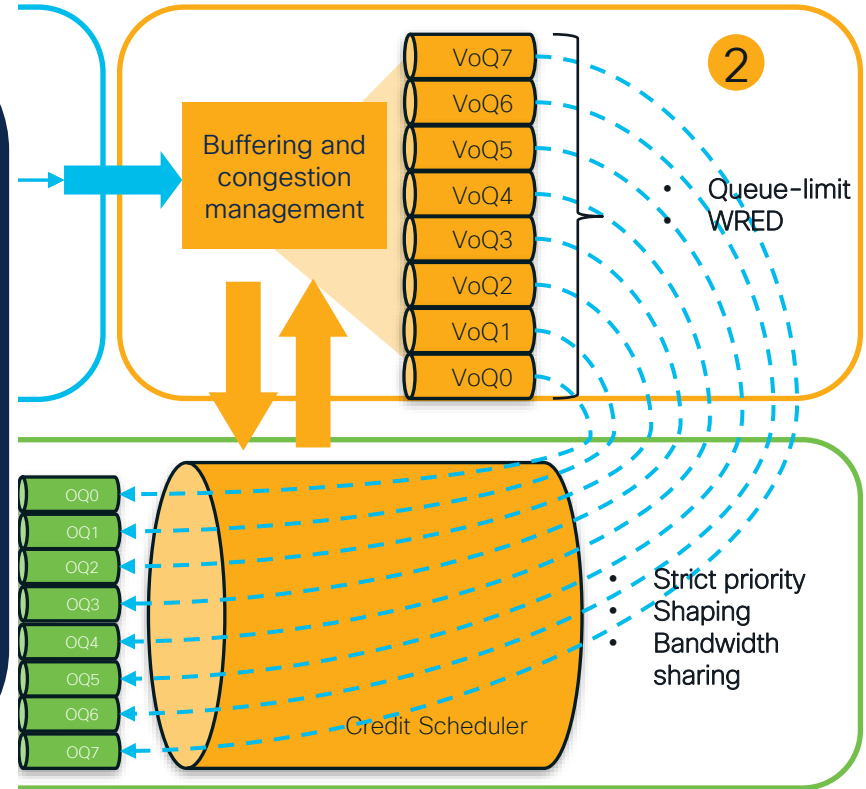 2
Buffering and
congestion
management
VoQ7
VoQ6
VoQ5
VoQ4
VoQ3
VoQ2
VoQ1
VoQ0
• Queue-limit
• WRED
OQ0
OQ1
OQ2
OQ3
OQ4
OQ5
OQ6
OQ7
Credit Scheduler
• Strict priority
• Shaping
• Bandwidth
sharing